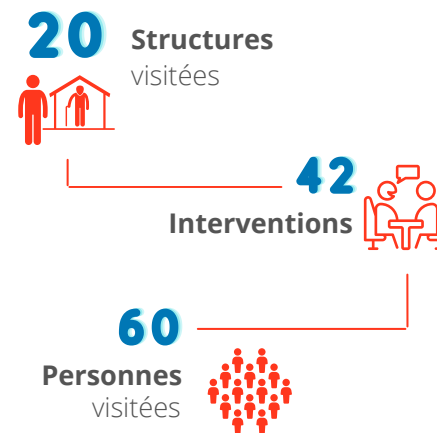 20 Structures
visitées
42
Interventions
60
Personnes
visitées